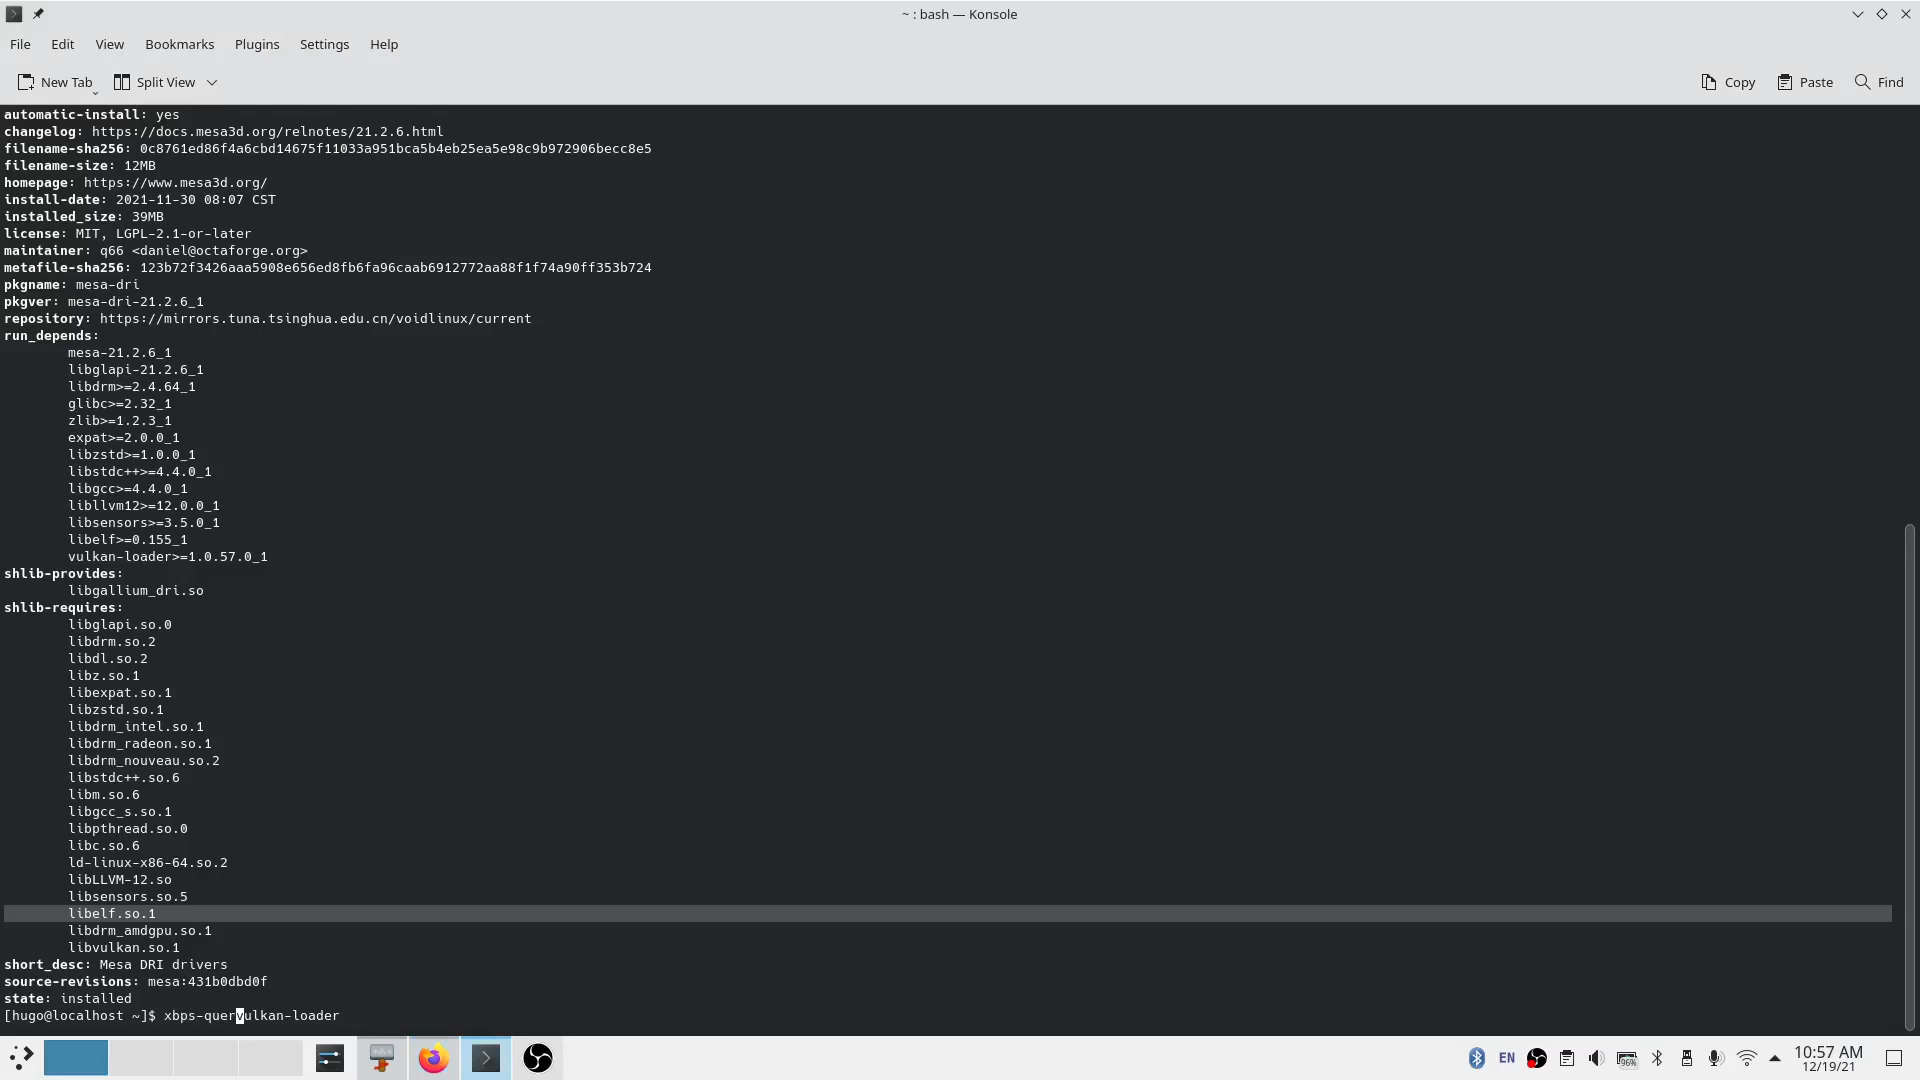 ~ : bash — Konsole
File Edit View Bookmarks Plugins Settings Help
New Tab Split View Copy Paste Find
automatic-install: yes
changelog: https://docs.mesa3d.org/relnotes/21.2.6.html
filename-sha256: 0c8761ed86f4a6cbd14675f11033a951bca5b4eb25ea5e98c9b972906becc8e5
filename-size: 12MB
homepage: https://www.mesa3d.org/
install-date: 2021-11-30 08:07 CST
installed_size: 39MB
license: MIT, LGPL-2.1-or-later
maintainer: q66 <daniel@octaforge.org>
metafile-sha256: 123b72f3426aaa5908e656ed8fb6fa96caab6912772aa88f1f74a90ff353b724
pkgname: mesa-dri
pkgver: mesa-dri-21.2.6_1
repository: https://mirrors.tuna.tsinghua.edu.cn/voidlinux/current
run_depends:
mesa-21.2.6_1
libglapi-21.2.6_1
libdrm>=2.4.64_1
glibc>=2.32_1
zlib>=1.2.3_1
expat>=2.0.0_1
libzstd>=1.0.0_1
libstdc++>=4.4.0_1
libgcc>=4.4.0_1
libllvm12>=12.0.0_1
libsensors>=3.5.0_1
libelf>=0.155_1
vulkan-loader>=1.0.57.0_1
shlib-provides:
libgallium_dri.so
shlib-requires:
libglapi.so.0
libdrm.so.2
libdl.so.2
libz.so.1
libexpat.so.1
libzstd.so.1
libdrm_intel.so.1
libdrm_radeon.so.1
libdrm_nouveau.so.2
libstdc++.so.6
libm.so.6
libgcc_s.so.1
libpthread.so.0
libc.so.6
ld-linux-x86-64.so.2
libLLVM-12.so
libsensors.so.5
libelf.so.1
libdrm_amdgpu.so.1
libvulkan.so.1
short_desc: Mesa DRI drivers
source-revisions: mesa:431b0dbd0f
state: installed
[hugo@localhost ~]$ xbps-quervulkan-loader
EN 96% 10:57 AM
12/19/21